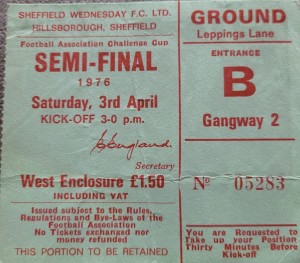 SHEFFIELD WEDNESDAY F.C. LTD.
HILLSBOROUGH, SHEFFIELD
Football Association Challenge Cup
SEMI-FINAL
1976
Saturday, 3rd April
KICK-OFF 3-0 p.m.
E England
Secretary
West Enclosure £1.50
INCLUDING VAT
Issued subject to the Rules,
Regulations and Bye-Laws of the
Football Association
No Tickets exchanged nor
money refunded
THIS PORTION TO BE RETAINED
GROUND
Leppings Lane
ENTRANCE
B
Gangway 2
No 05283
You are Requested to
Take up your Position
Thirty Minutes Before
Kick-off